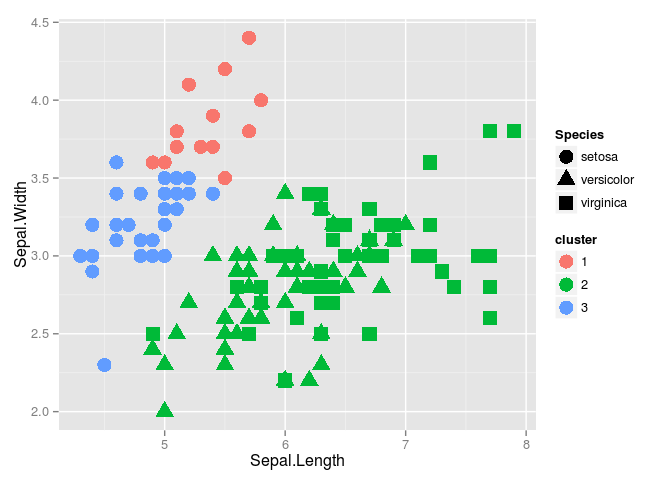 4.5
4.0
3.5
3.0
2.5
2.0
Sepal.Width
5 6 7 8
Sepal.Length
Species
setosa
versicolor
virginica
cluster
1
2
3